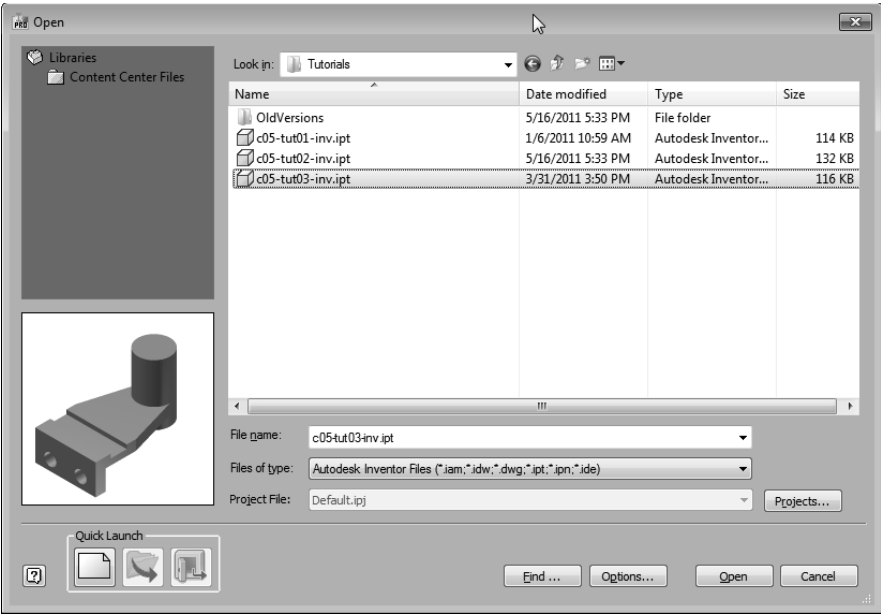 PRO Open
Libraries
Content Center Files
Look in: Tutorials
Name Date modified Type Size
OldVersions 5/16/2011 5:33 PM File folder
c05-tut01-inv.ipt 1/6/2011 10:59 AM Autodesk Inventor... 114 KB
c05-tut02-inv.ipt 5/16/2011 5:33 PM Autodesk Inventor... 132 KB
c05-tut03-inv.ipt 3/31/2011 3:50 PM Autodesk Inventor... 116 KB
File name: c05-tut03-inv.ipt
Files of type: Autodesk Inventor Files (*.iam;*.idw;*.dwg;*.ipt;*.ipn;*.ide)
Project File: Default.ipj Projects...
Quick Launch
Find ... Options... Open Cancel